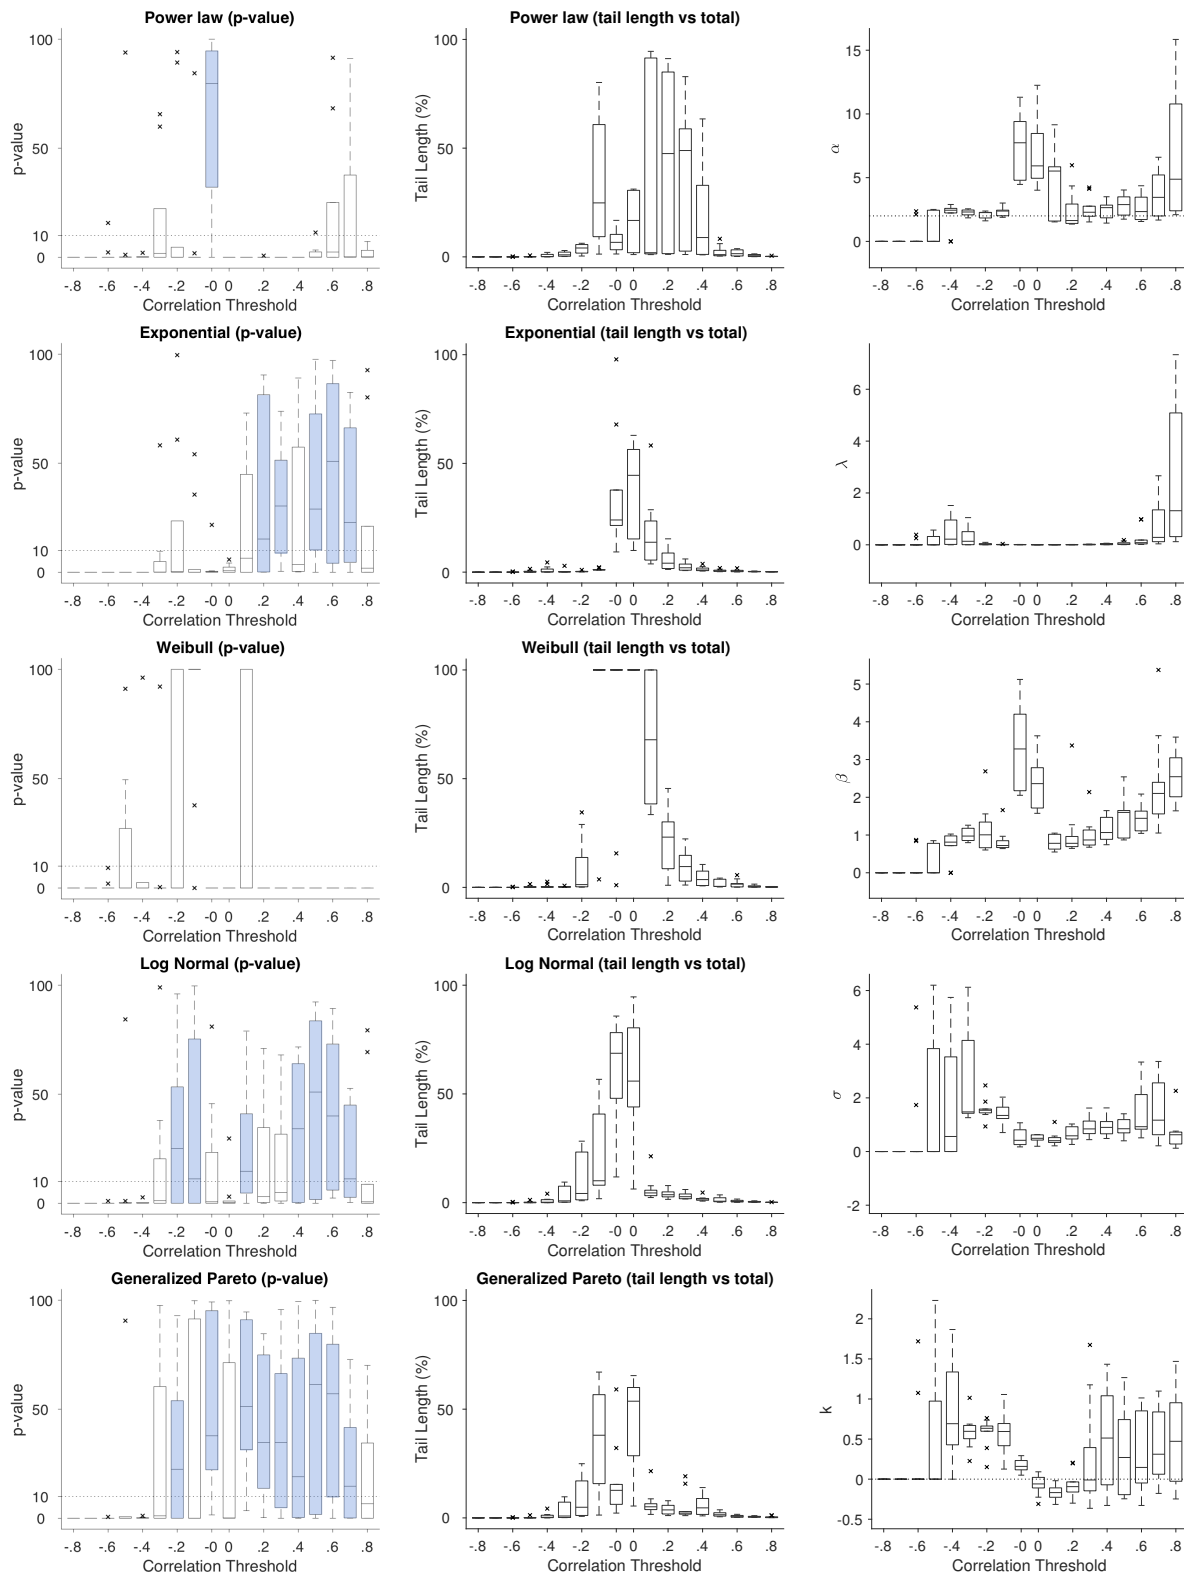 Power law (p-value)
100
50
10
0
p-value
-.8 -.6 -.4 -.2 -0 0 .2 .4 .6 .8
Correlation Threshold
Power law (tail length vs total)
100
50
0
Tail Length (%)
-.8 -.6 -.4 -.2 -0 0 .2 .4 .6 .8
Correlation Threshold
15
10
5
0
α
-.8 -.6 -.4 -.2 -0 0 .2 .4 .6 .8
Correlation Threshold
Exponential (p-value)
100
50
10
0
p-value
-.8 -.6 -.4 -.2 -0 0 .2 .4 .6 .8
Correlation Threshold
Exponential (tail length vs total)
100
50
0
Tail Length (%)
-.8 -.6 -.4 -.2 -0 0 .2 .4 .6 .8
Correlation Threshold
6
4
2
0
λ
-.8 -.6 -.4 -.2 -0 0 .2 .4 .6 .8
Correlation Threshold
Weibull (p-value)
100
50
10
0
p-value
-.8 -.6 -.4 -.2 -0 0 .2 .4 .6 .8
Correlation Threshold
Weibull (tail length vs total)
100
50
0
Tail Length (%)
-.8 -.6 -.4 -.2 -0 0 .2 .4 .6 .8
Correlation Threshold
5
4
3
2
1
0
β
-.8 -.6 -.4 -.2 -0 0 .2 .4 .6 .8
Correlation Threshold
Log Normal (p-value)
100
50
10
0
p-value
-.8 -.6 -.4 -.2 -0 0 .2 .4 .6 .8
Correlation Threshold
Log Normal (tail length vs total)
100
50
0
Tail Length (%)
-.8 -.6 -.4 -.2 -0 0 .2 .4 .6 .8
Correlation Threshold
6
4
2
0
-2
σ
-.8 -.6 -.4 -.2 -0 0 .2 .4 .6 .8
Correlation Threshold
Generalized Pareto (p-value)
100
50
10
0
p-value
-.8 -.6 -.4 -.2 -0 0 .2 .4 .6 .8
Correlation Threshold
Generalized Pareto (tail length vs total)
100
50
0
Tail Length (%)
-.8 -.6 -.4 -.2 -0 0 .2 .4 .6 .8
Correlation Threshold
2
1.5
1
0.5
0
-0.5
k
-.8 -.6 -.4 -.2 -0 0 .2 .4 .6 .8
Correlation Threshold